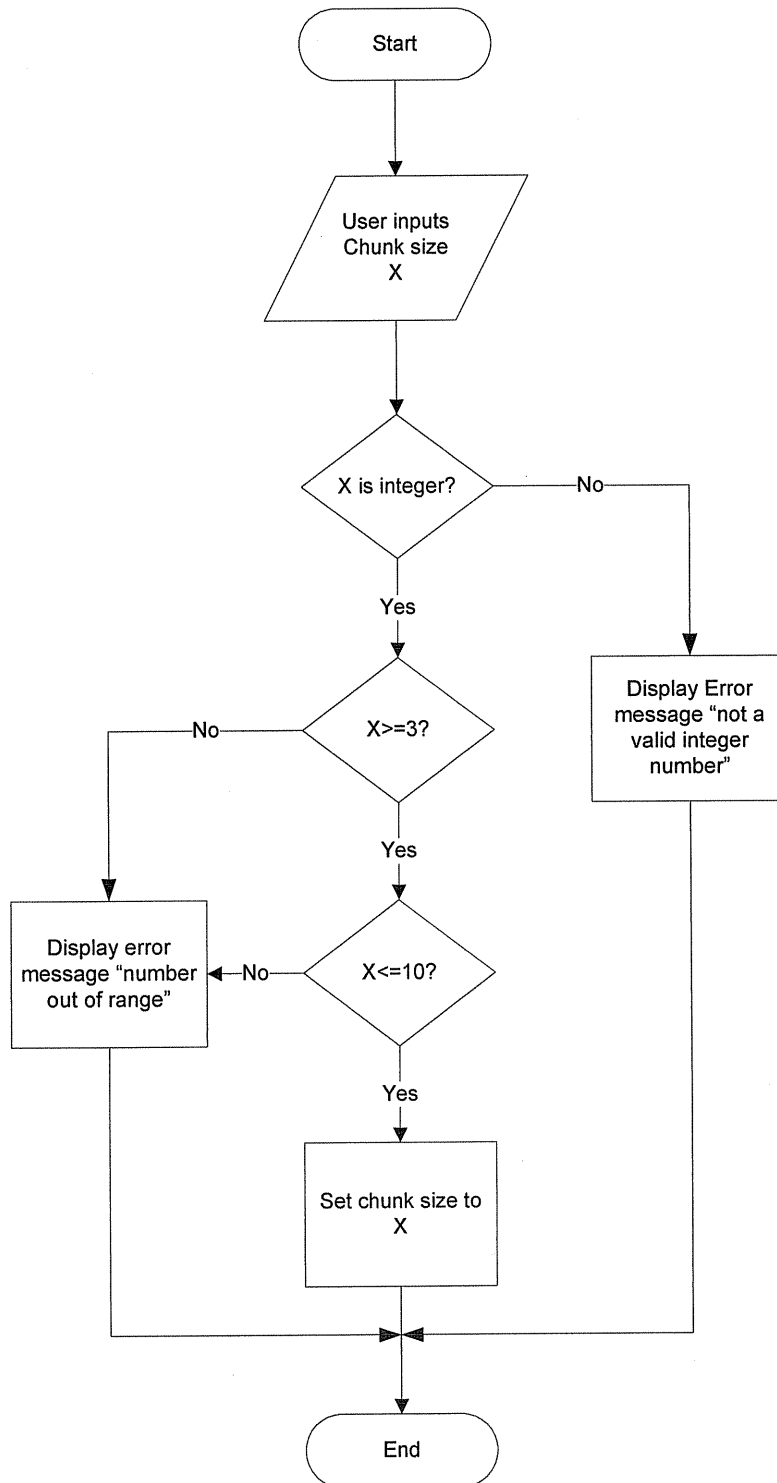 Start
User inputs
Chunk size
X
X is integer?
No
Yes
Display Error
message “not a
valid integer
number”
X>=3?
No
Yes
Display error
message “number
out of range”
No
X<=10?
Yes
Set chunk size to
X
End